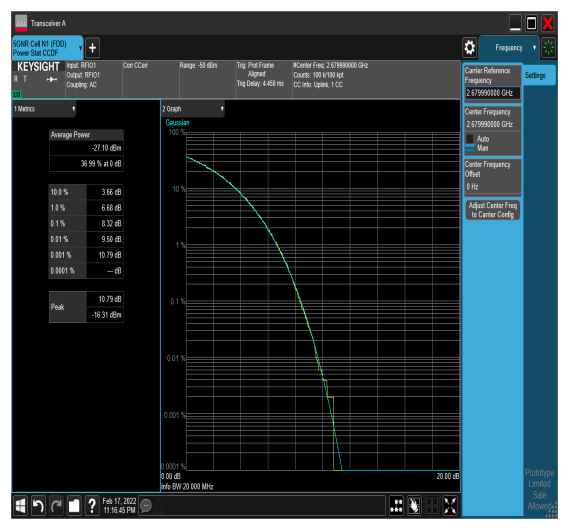 Transceiver A
5GNR Cell N1 (FDD)
Power Stat CCDF
Frequency
KEYSIGHT
R T
Input: RFIO1
Output: RFIO1
Coupling: AC
Corr CCorr
Range: -50 dBm
Trig: Prst Frame
Aligned
Trig Delay: 4.450 ms
#Center Freq: 2.679990000 GHz
Counts: 100 k/100 kpt
CC Info: Uplink, 1 CC
Carrier Reference
Frequency
2.679990000 GHz
Settings
Center Frequency
2.679990000 GHz
Auto
Man
Center Frequency
Offset
0 Hz
Adjust Center Freq
to Carrier Config
1 Metrics
Average Power
-27.10 dBm
36.99 % at 0 dB
10.0 % 3.66 dB
1.0 % 6.68 dB
0.1 % 8.32 dB
0.01 % 9.50 dB
0.001 % 10.79 dB
0.0001 % --- dB
Peak
10.79 dB
-16.31 dBm
2 Graph
Gaussian
100 %
10 %
1 %
0.1 %
0.01 %
0.001 %
0.0001 %
0.00 dB
20.00 dB
Info BW 20.000 MHz
Feb 17, 2022
11:16:45 PM
Prototype
Limited
Sale
Allowed